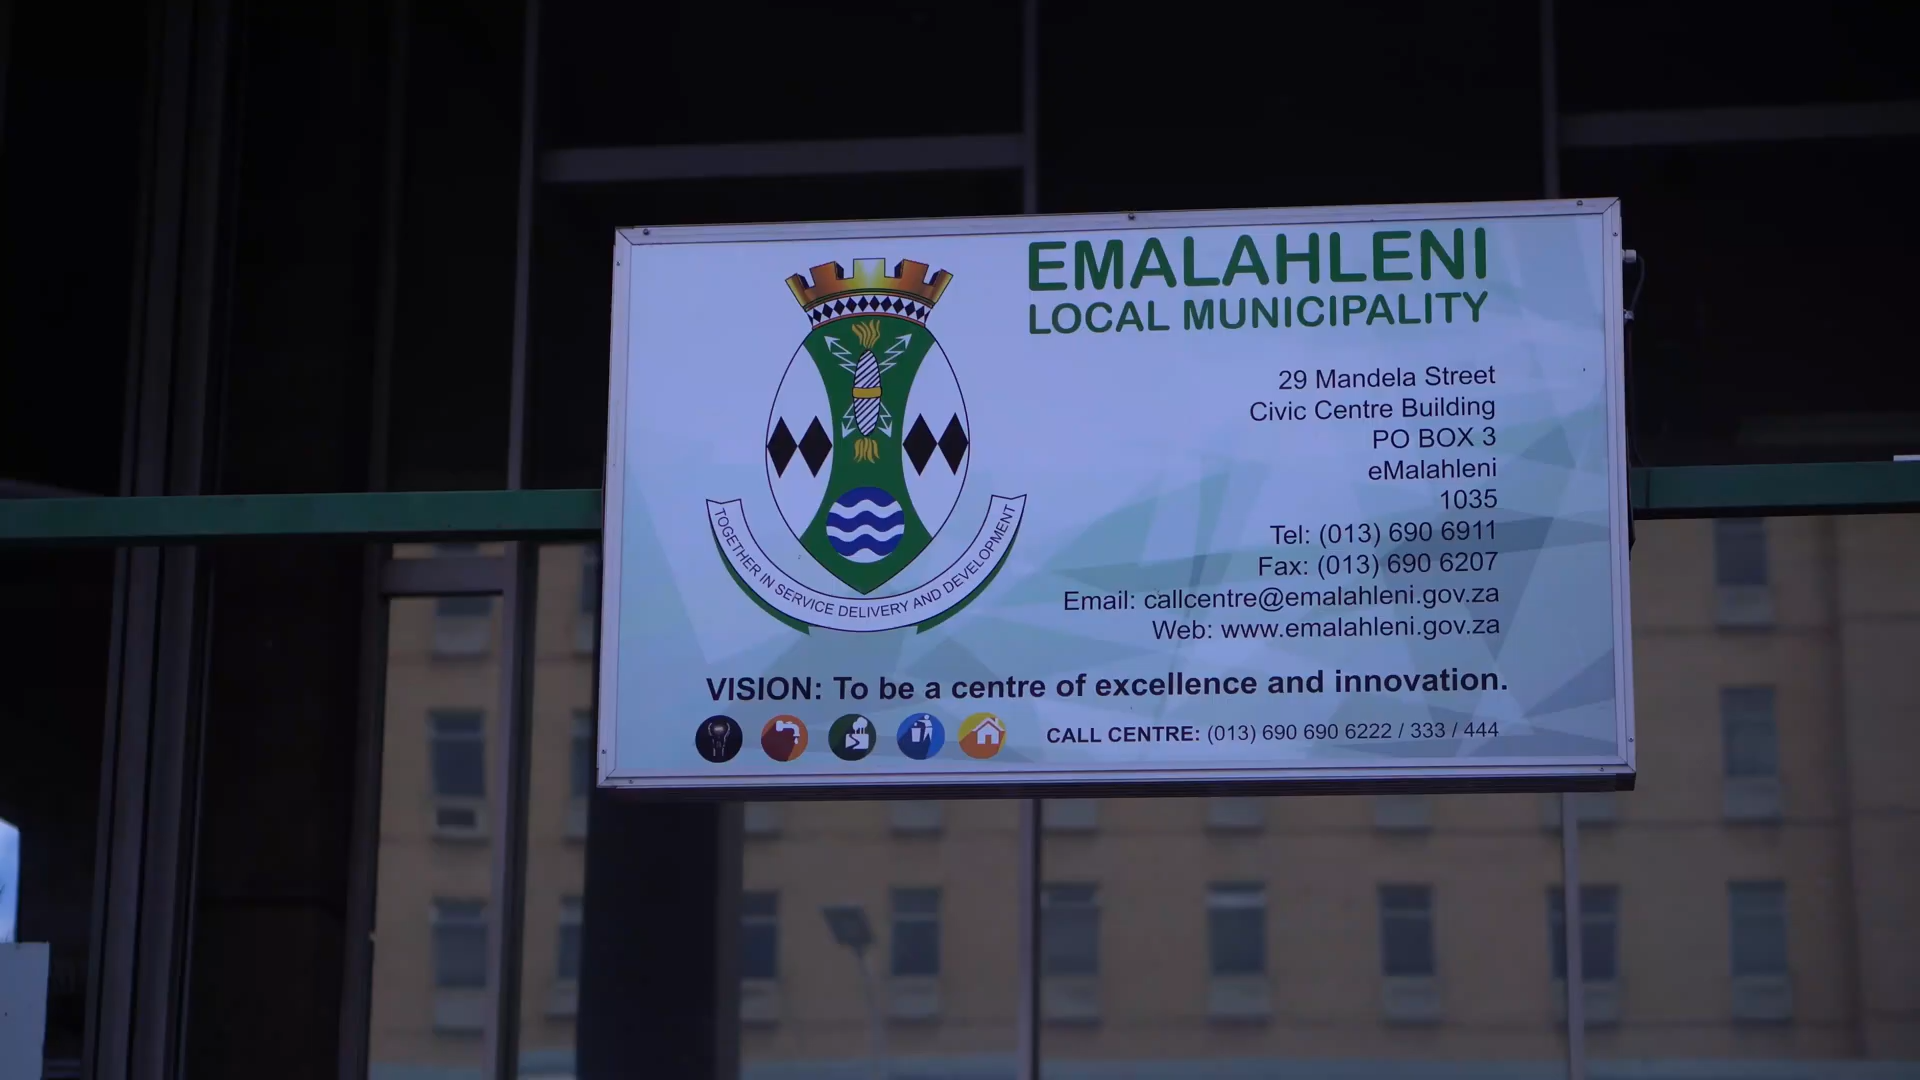 EMALAHLENI
LOCAL MUNICIPALITY
29 Mandela Street
Civic Centre Building
PO BOX 3
eMalahleni
1035
Tel: (013) 690 6911
Fax: (013) 690 6207
Email: callcentre@emalahleni.gov.za
Web: www.emalahleni.gov.za
TOGETHER IN SERVICE DELIVERY AND DEVELOPMENT
VISION: To be a centre of excellence and innovation.
CALL CENTRE: (013) 690 690 6222 / 333 / 444